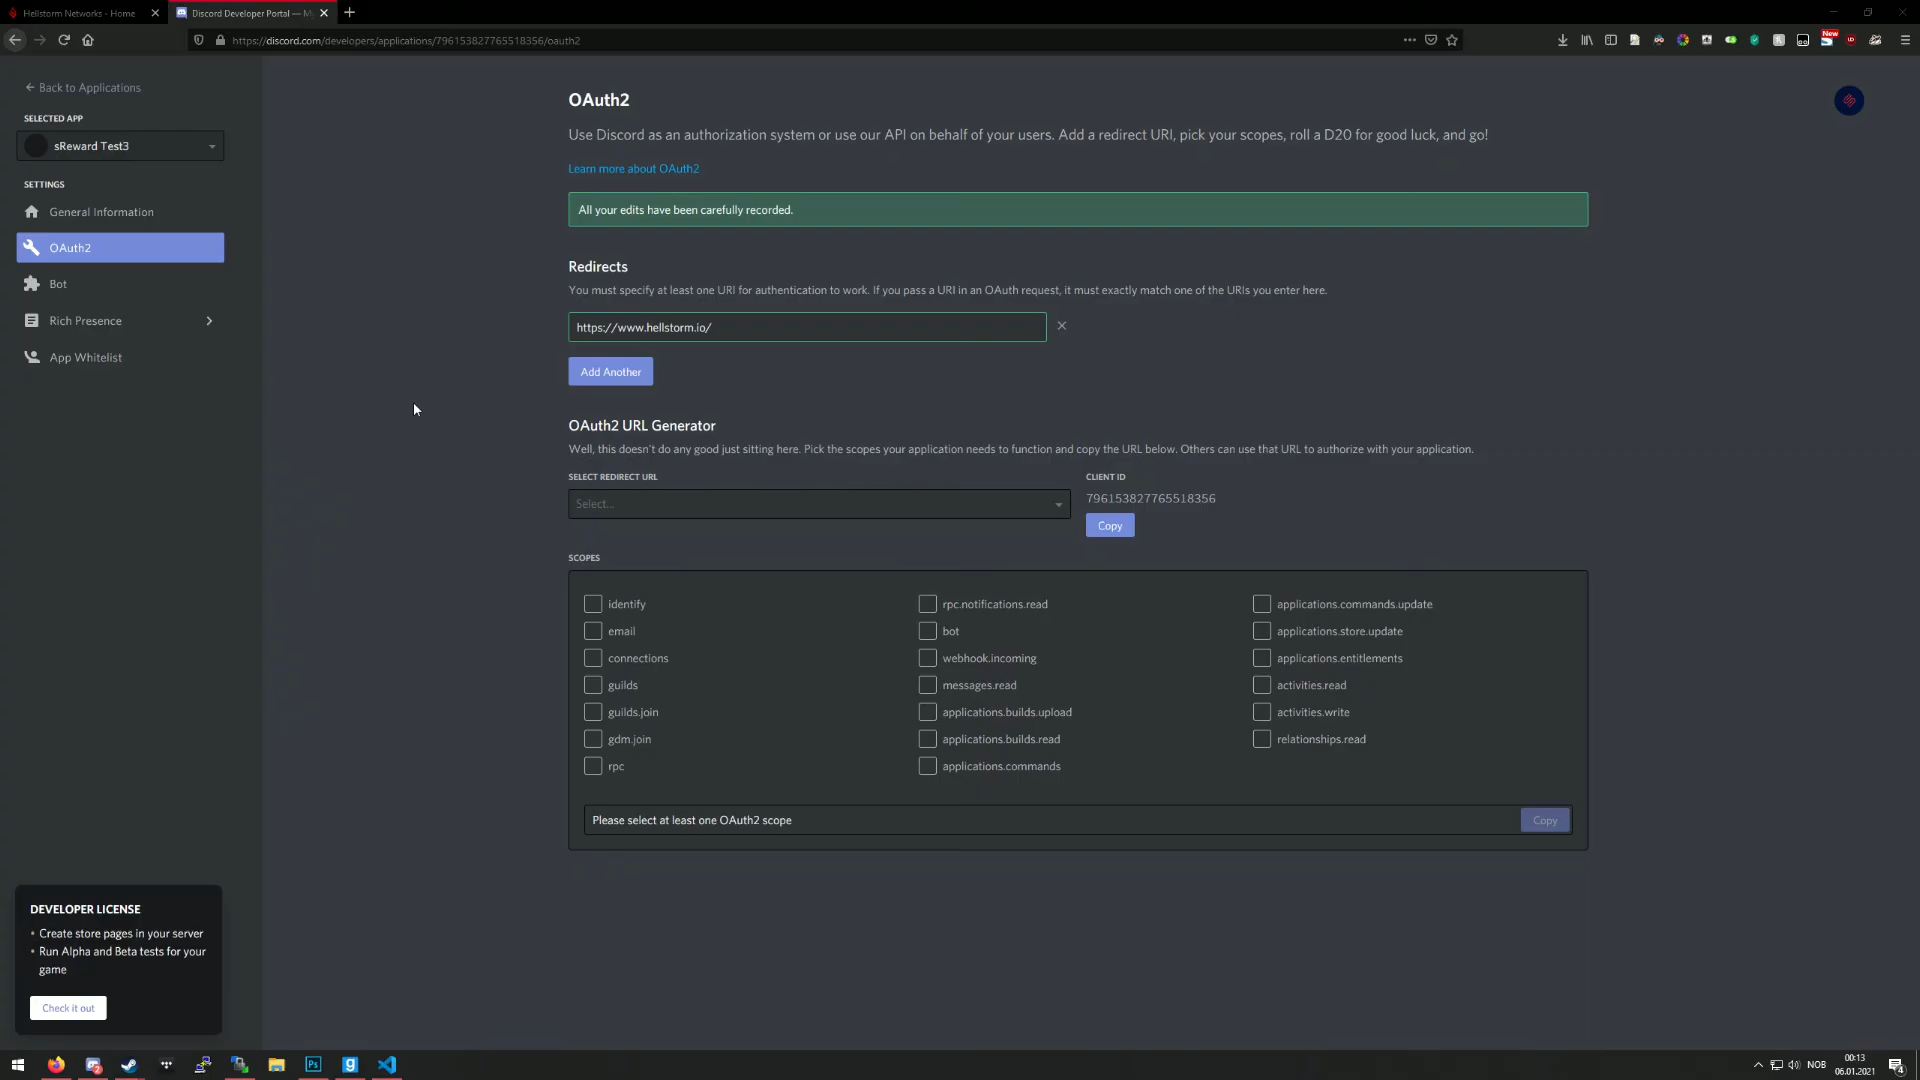 Hellstorm Networks - Home
Discord Developer Portal — M
https://discord.com/developers/applications/796153827765518356/oauth2
New
Back to Applications
SELECTED APP
sReward Test3
SETTINGS
General Information
OAuth2
Bot
Rich Presence
App Whitelist
OAuth2
Use Discord as an authorization system or use our API on behalf of your users. Add a redirect URI, pick your scopes, roll a D20 for good luck, and go!
Learn more about OAuth2
All your edits have been carefully recorded.
Redirects
You must specify at least one URI for authentication to work. If you pass a URI in an OAuth request, it must exactly match one of the URIs you enter here.
https://www.hellstorm.io/
Add Another
OAuth2 URL Generator
Well, this doesn't do any good just sitting here. Pick the scopes your application needs to function and copy the URL below. Others can use that URL to authorize with your application.
SELECT REDIRECT URL
Select...
CLIENT ID
796153827765518356
Copy
SCOPES
identify
email
connections
guilds
guilds.join
gdm.join
rpc
rpc.notifications.read
bot
webhook.incoming
messages.read
applications.builds.upload
applications.builds.read
applications.commands
applications.commands.update
applications.store.update
applications.entitlements
activities.read
activities.write
relationships.read
Please select at least one OAuth2 scope
Copy
DEVELOPER LICENSE
• Create store pages in your server
• Run Alpha and Beta tests for your
game
Check it out
Ps
NOB
00:13
06.01.2021
4